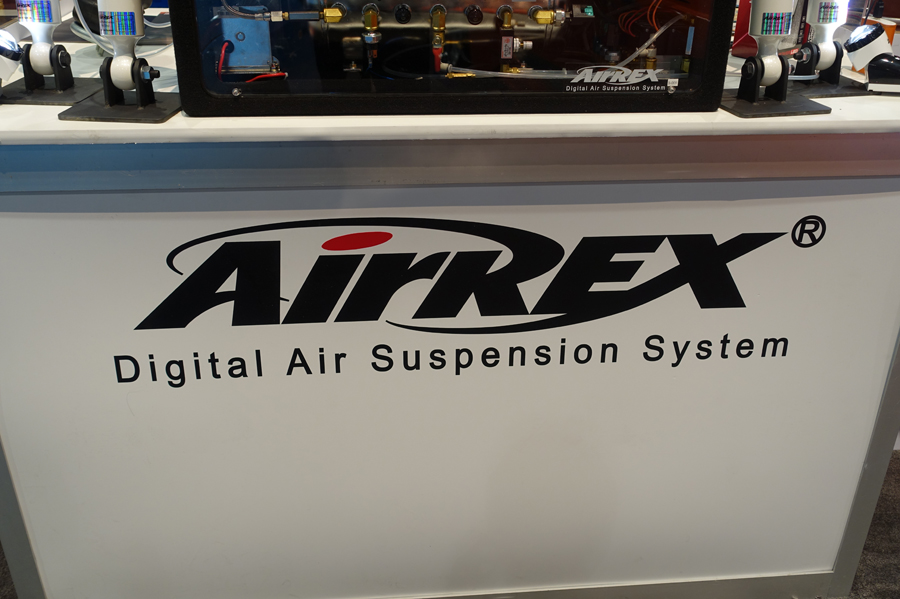 AIRREX
Digital Air Suspension System
AirREX®
Digital Air Suspension System